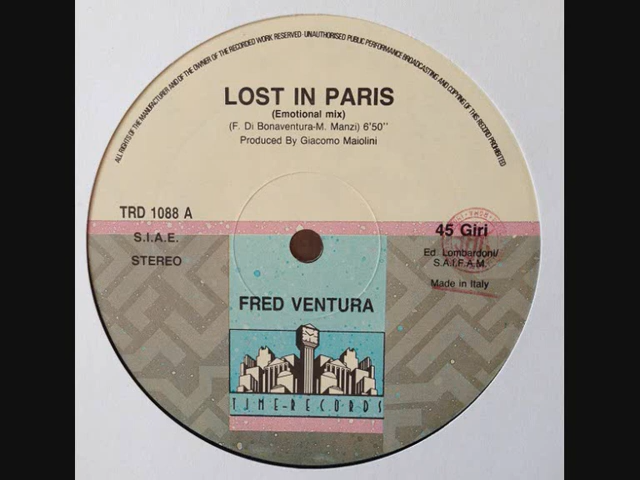 ALL RIGHTS OF THE MANUFACTURER AND OF THE OWNER OF THE RECORDED WORK RESERVED · UNAUTHORISED PUBLIC PERFORMANCE BROADCASTING AND COPYING OF THIS RECORD PROHIBITED
LOST IN PARIS
(Emotional mix)
(F. Di Bonaventura-M. Manzi) 6'50''
Produced By Giacomo Maiolini
TRD 1088 A
S.I.A.E.
STEREO
45 Giri
Ed. Lombardoni/
S.A.I.F.A.M.
Made in Italy
FRED VENTURA
TIME-RECORDS